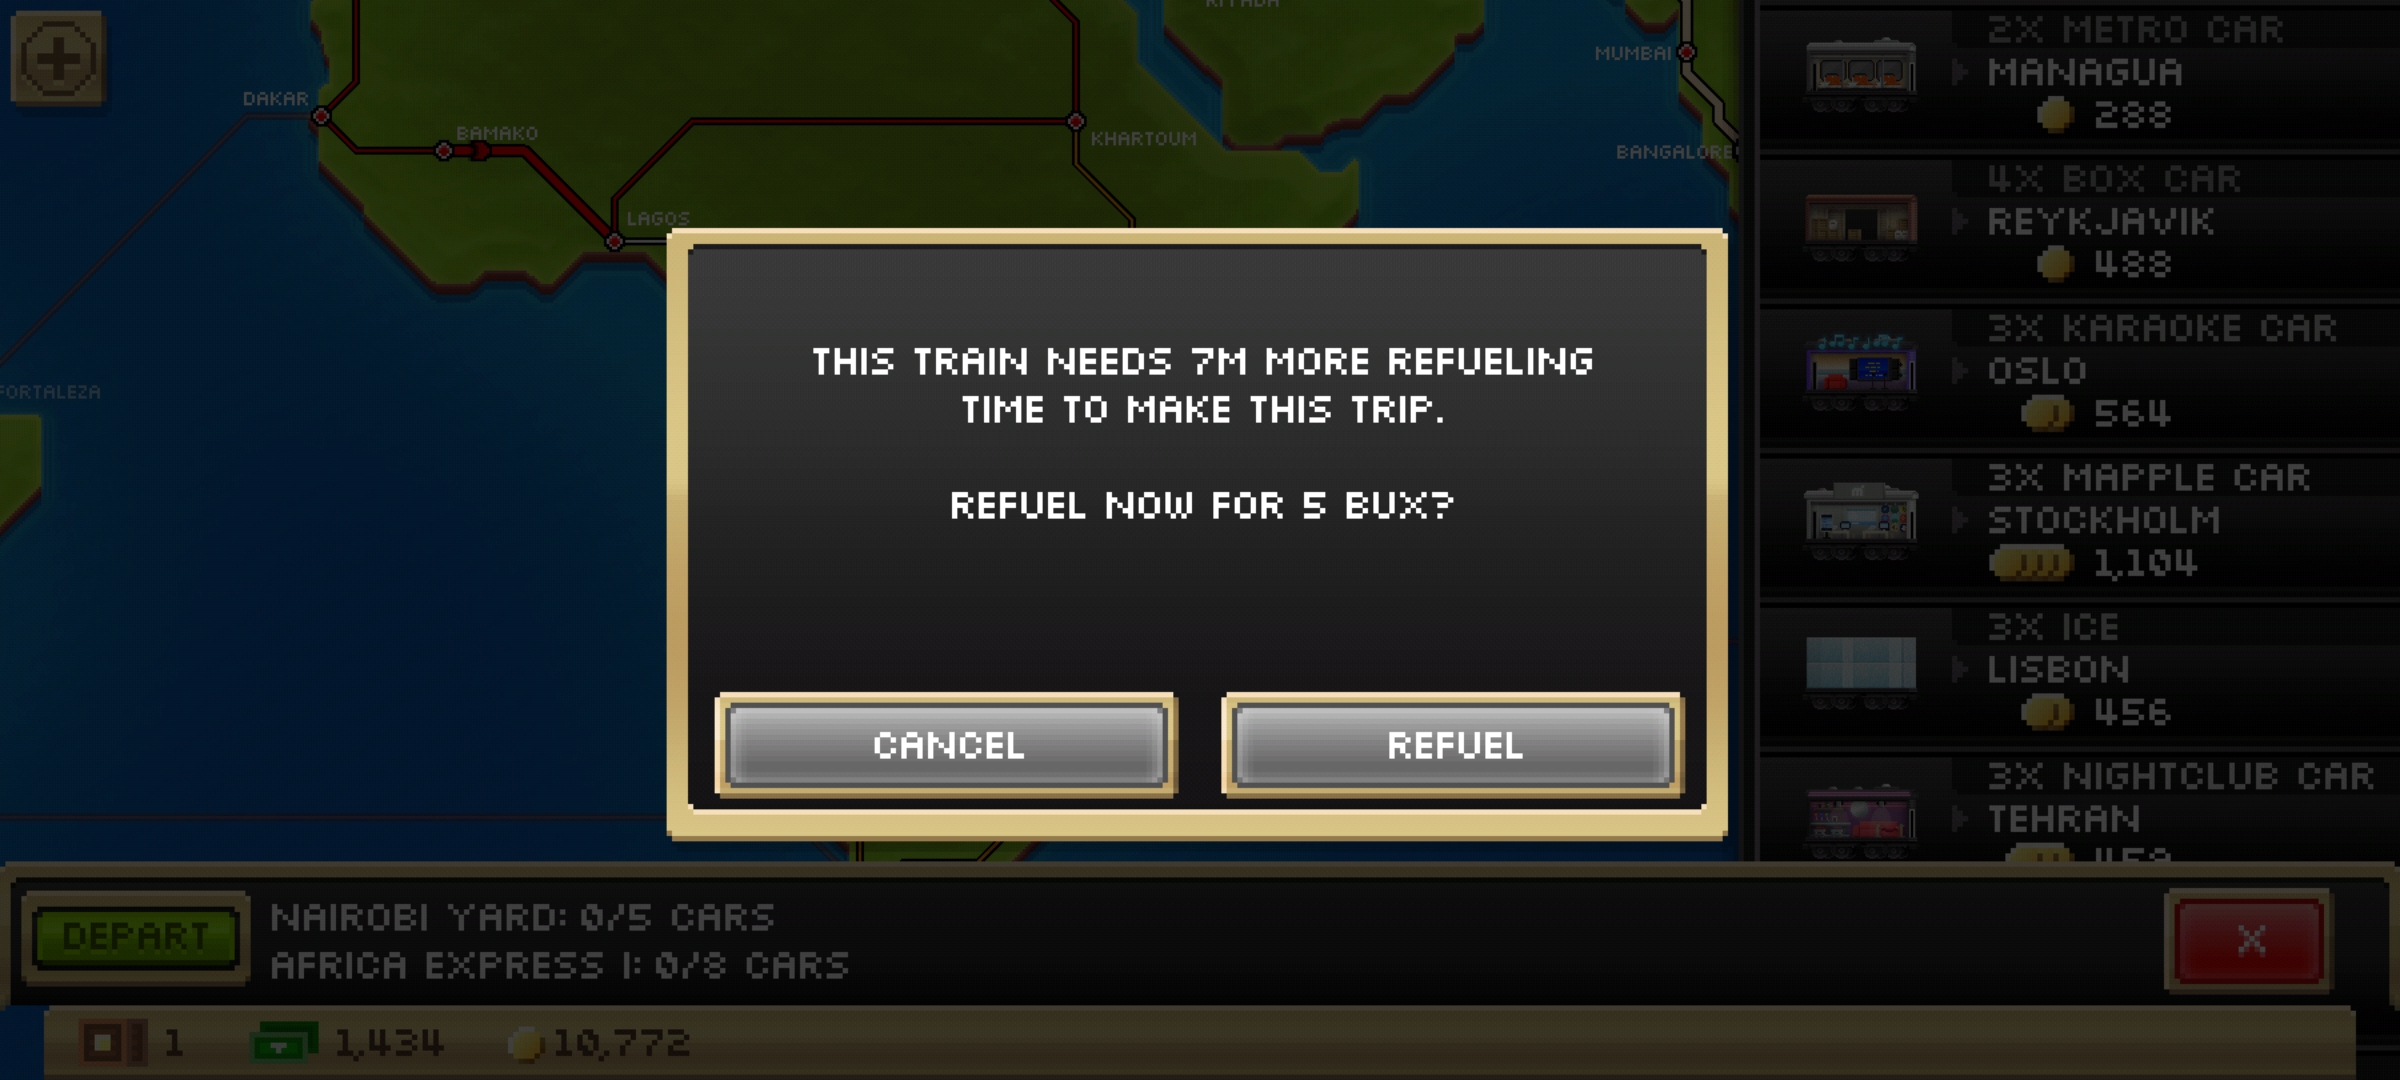 RIYADA
MUMBAI
DAKAR
BAMAKO
KHARTOUM
BANGALORE
LAGOS
FORTALEZA
THIS TRAIN NEEDS 7M MORE REFUELING
TIME TO MAKE THIS TRIP.
REFUEL NOW FOR 5 BUX?
CANCEL
REFUEL
2X METRO CAR
MANAGUA
288
4X BOX CAR
REYKJAVIK
488
3X KARAOKE CAR
OSLO
564
3X MAPPLE CAR
STOCKHOLM
1,104
3X ICE
LISBON
456
3X NIGHTCLUB CAR
TEHRAN
DEPART
NAIROBI YARD: 0/5 CARS
AFRICA EXPRESS I: 0/8 CARS
X
1
1,434
10,772